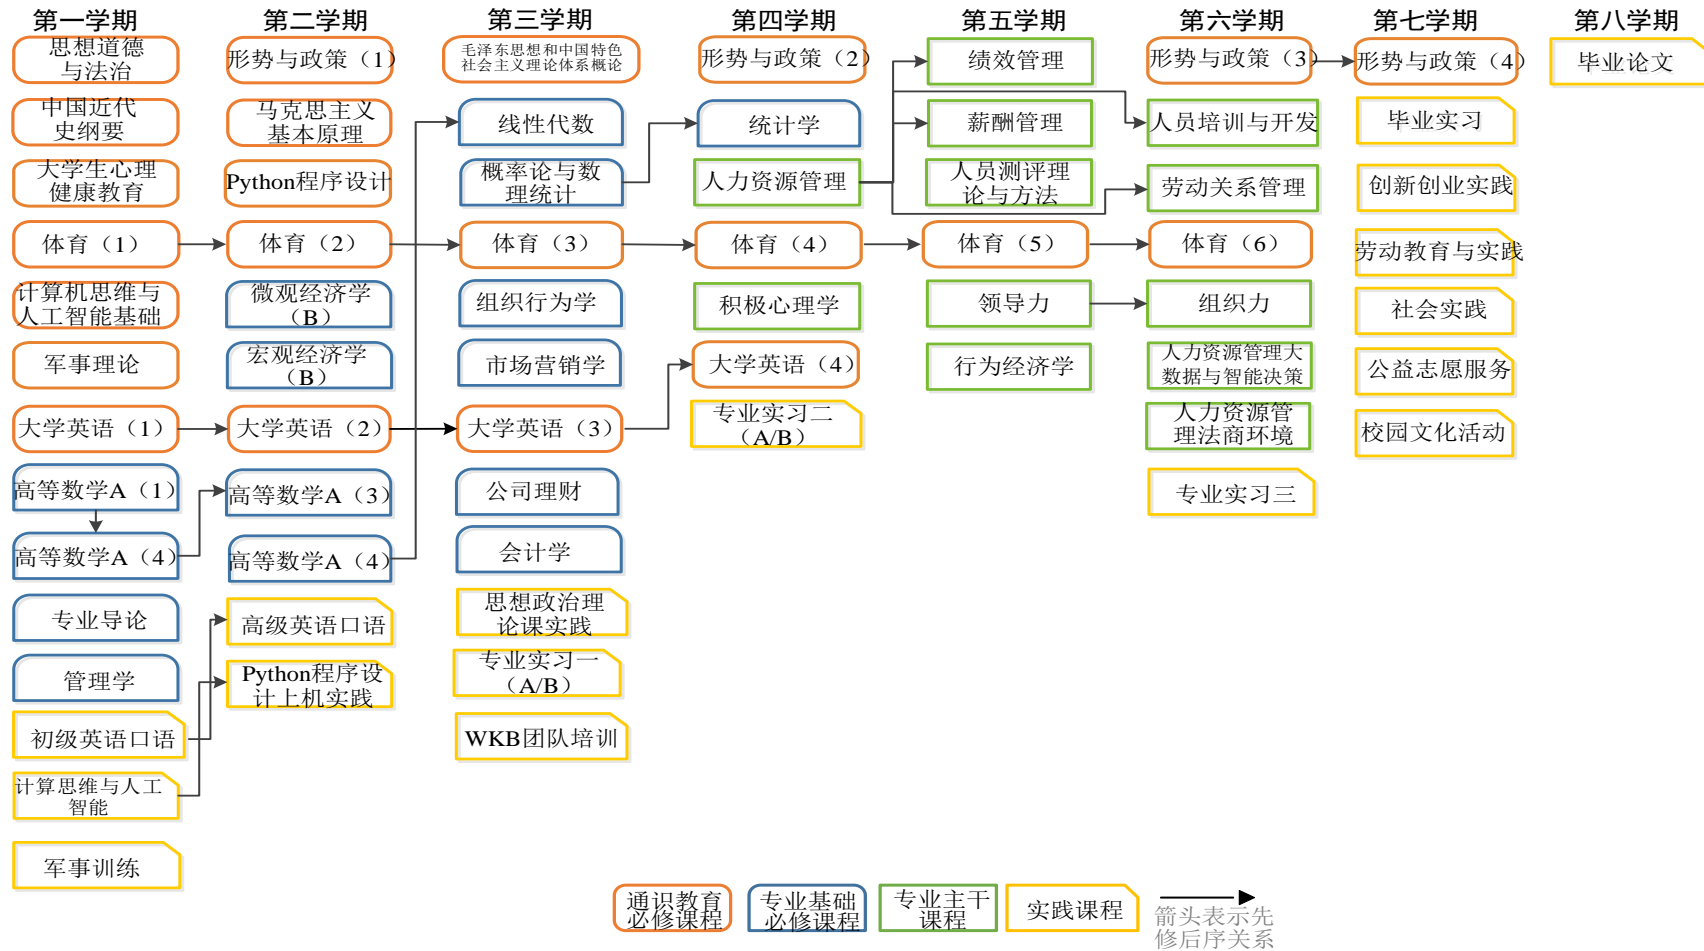 第一学期
思想道德
与法治
中国近代
史纲要
大学生心理
健康教育
体育（1）
计算机思维与
人工智能基础
军事理论
大学英语（1）
高等数学A（1）
高等数学A（4）
专业导论
管理学
初级英语口语
计算思维与人工
智能
军事训练
第二学期
形势与政策（1）
马克思主义
基本原理
Python程序设计
体育（2）
微观经济学
（B）
宏观经济学
（B）
大学英语（2）
高等数学A（3）
高等数学A（4）
高级英语口语
Python程序设
计上机实践
第三学期
毛泽东思想和中国特色
社会主义理论体系概论
线性代数
概率论与数
理统计
体育（3）
组织行为学
市场营销学
大学英语（3）
公司理财
会计学
思想政治理
论课实践
专业实习一
（A/B）
WKB团队培训
第四学期
形势与政策（2）
统计学
人力资源管理
体育（4）
积极心理学
大学英语（4）
专业实习二
（A/B）
第五学期
绩效管理
薪酬管理
人员测评理
论与方法
体育（5）
领导力
行为经济学
第六学期
形势与政策（3）
人员培训与开发
劳动关系管理
体育（6）
组织力
人力资源管理大
数据与智能决策
人力资源管
理法商环境
专业实习三
第七学期
形势与政策（4）
毕业实习
创新创业实践
劳动教育与实践
社会实践
公益志愿服务
校园文化活动
第八学期
毕业论文
通识教育
必修课程
专业基础
必修课程
专业主干
课程
实践课程
箭头表示先
修后序关系